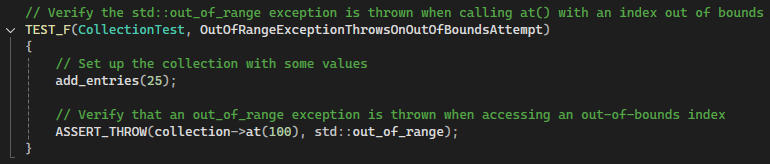 // Verify the std::out_of_range exception is thrown when calling at() with an index out of bounds
TEST_F(CollectionTest, OutOfRangeExceptionThrowsOnOutOfBoundsAttempt)
{
// Set up the collection with some values
add_entries(25);
// Verify that an out_of_range exception is thrown when accessing an out-of-bounds index
ASSERT_THROW(collection->at(100), std::out_of_range);
}